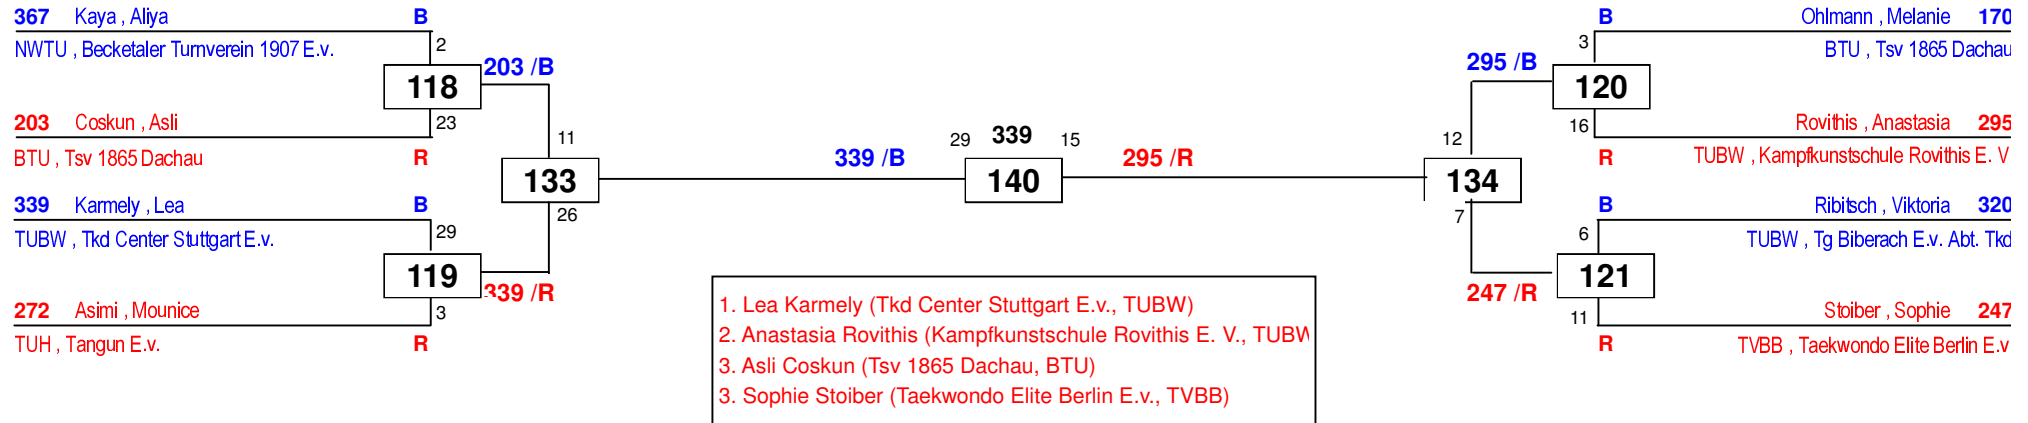 367 Kaya , Aliya B
NWTU , Becketaler Turnverein 1907 E.v.
2
118
203 /B
203 Coskun , Asli
23
BTU , Tsv 1865 Dachau R
11
133
26
339 Karmely , Lea B
TUBW , Tkd Center Stuttgart E.v.
29
119
339 /R
272 Asimi , Mounice
3
TUH , Tangun E.v. R
339 /B
29 339 15
140
295 /R
B Ohlmann , Melanie 170
3
BTU , Tsv 1865 Dachau
295 /B
120
16
Rovithis , Anastasia 295
R TUBW , Kampfkunstschule Rovithis E. V
12
134
7
B Ribitsch , Viktoria 320
6
TUBW , Tg Biberach E.v. Abt. Tkd
121
247 /R
11
Stoiber , Sophie 247
R TVBB , Taekwondo Elite Berlin E.v
1. Lea Karmely (Tkd Center Stuttgart E.v., TUBW)
2. Anastasia Rovithis (Kampfkunstschule Rovithis E. V., TUBW
3. Asli Coskun (Tsv 1865 Dachau, BTU)
3. Sophie Stoiber (Taekwondo Elite Berlin E.v., TVBB)